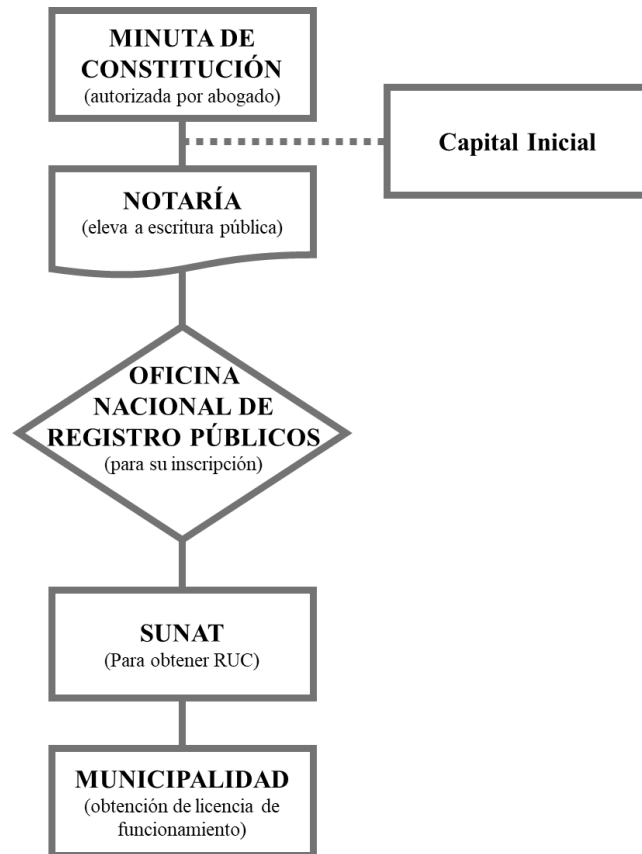 MINUTA DE
CONSTITUCIÓN
(autorizada por abogado)
Capital Inicial
NOTARÍA
(eleva a escritura pública)
OFICINA
NACIONAL DE
REGISTRO PÚBLICOS
(para su inscripción)
SUNAT
(Para obtener RUC)
MUNICIPALIDAD
(obtención de licencia de
funcionamiento)